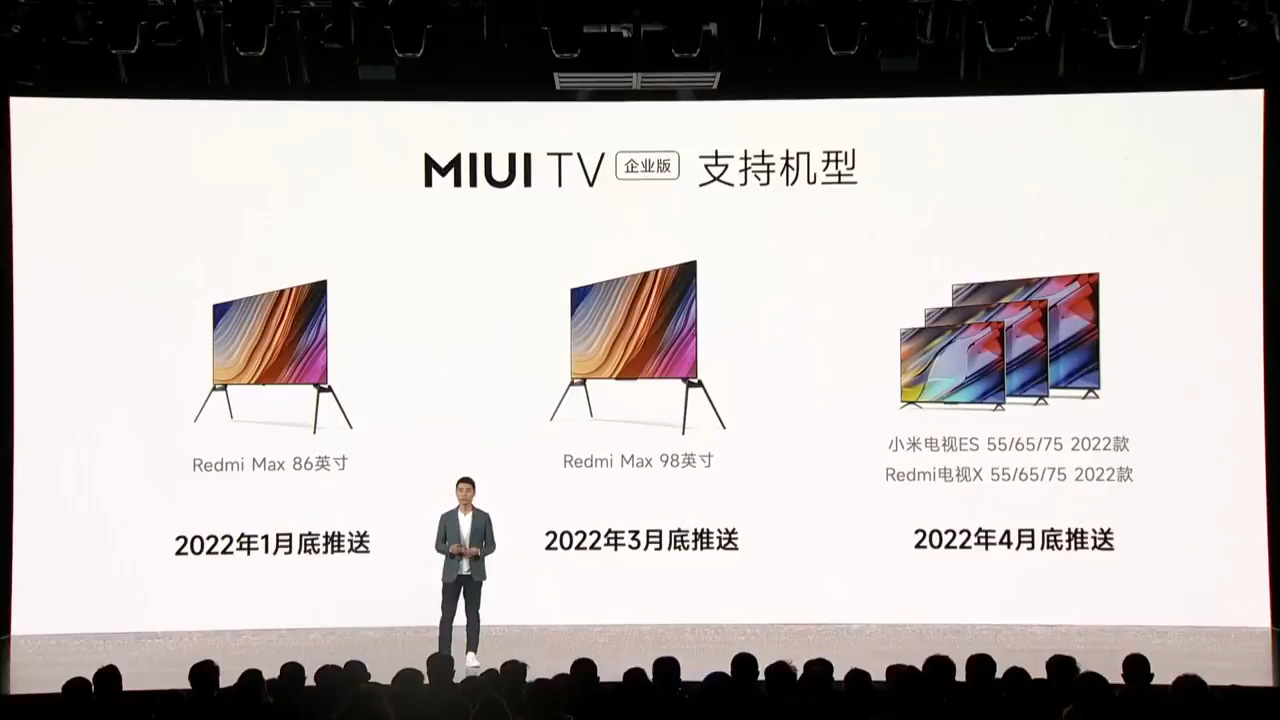 MIUI TV 企业版 支持机型
Redmi Max 86英寸
2022年1月底推送
Redmi Max 98英寸
2022年3月底推送
小米电视ES 55/65/75 2022款
Redmi电视X 55/65/75 2022款
2022年4月底推送